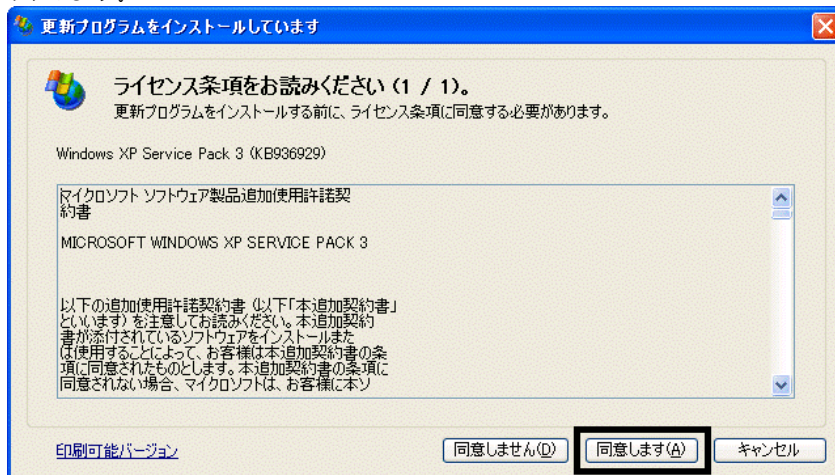 更新プログラムをインストールしています
ライセンス条項をお読みください (1 / 1)。
更新プログラムをインストールする前に、ライセンス条項に同意する必要があります。
Windows XP Service Pack 3 (KB936929)
マイクロソフト ソフトウェア製品追加使用許諾契
約書
MICROSOFT WINDOWS XP SERVICE PACK 3
以下の追加使用許諾契約書 (以下「本追加契約書」
といいます) を注意してお読みください。本追加契約
書が添付されているソフトウェアをインストールまた
は使用することによって、お客様は本追加契約書の条
項に同意されたものとします。本追加契約書の条項に
同意されない場合、マイクロソフトは、お客様に本ソ
印刷可能バージョン
同意しません(D)
同意します(A)
キャンセル